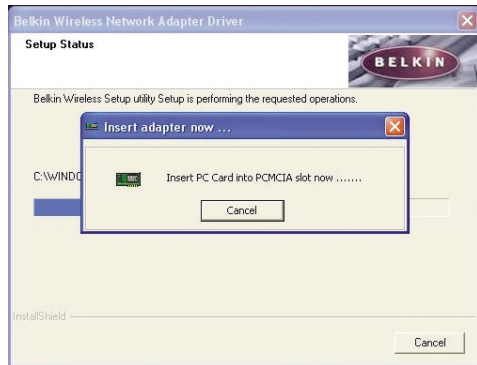 Belkin Wireless Network Adapter Driver
Setup Status
BELKIN
Belkin Wireless Setup utility Setup is performing the requested operations.
Insert adapter now ...
C:\WINDO
Insert PC Card into PCMCIA slot now .......
Cancel
InstallShield
Cancel